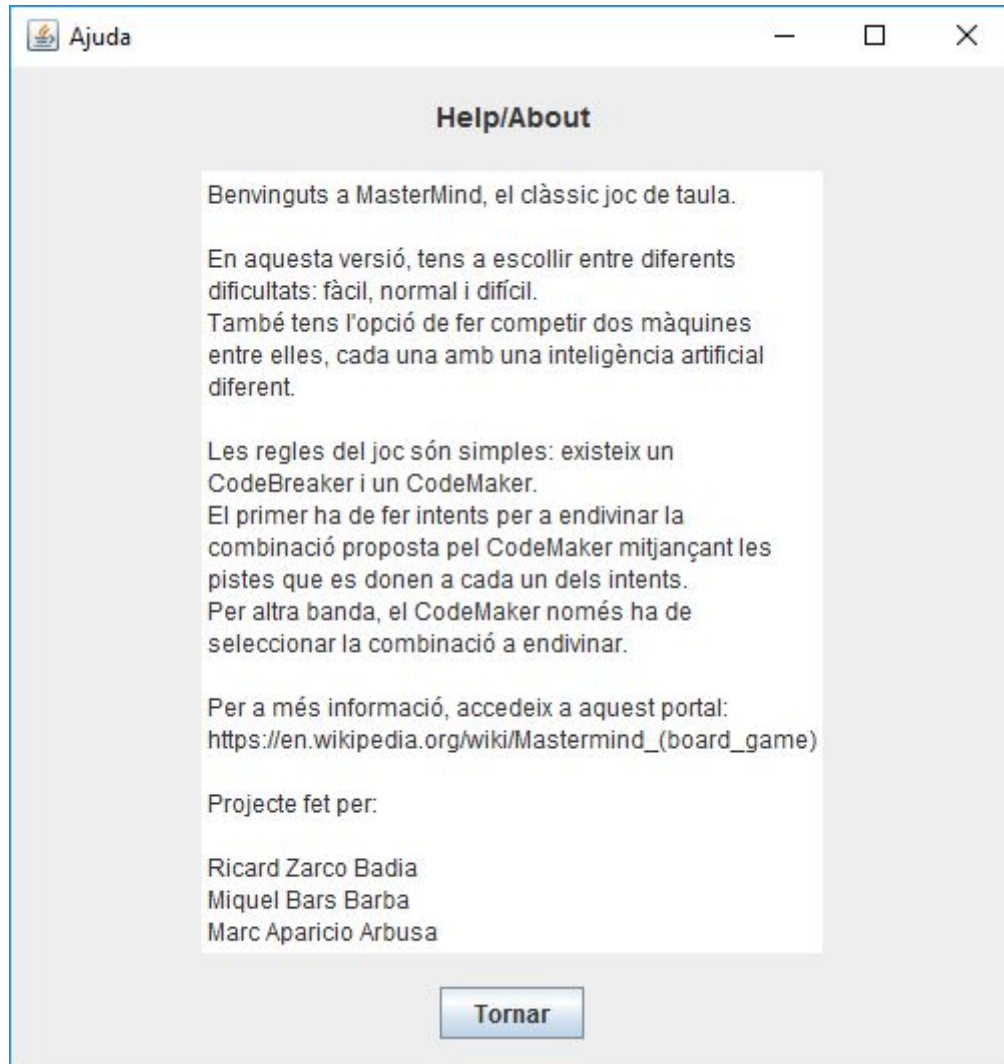 Ajuda
Help/About
Benvinguts a MasterMind, el clàssic joc de taula.
En aquesta versió, tens a escollir entre diferents
dificultats: fàcil, normal i difícil.
També tens l'opció de fer competir dos màquines
entre elles, cada una amb una inteligència artificial
diferent.
Les regles del joc són simples: existeix un
CodeBreaker i un CodeMaker.
El primer ha de fer intents per a endivinar la
combinació proposta pel CodeMaker mitjançant les
pistes que es donen a cada un dels intents.
Per altra banda, el CodeMaker només ha de
seleccionar la combinació a endivinar.
Per a més informació, accedeix a aquest portal:
https://en.wikipedia.org/wiki/Mastermind_(board_game)
Projecte fet per:
Ricard Zarco Badia
Miquel Bars Barba
Marc Aparicio Arbusa
Tornar